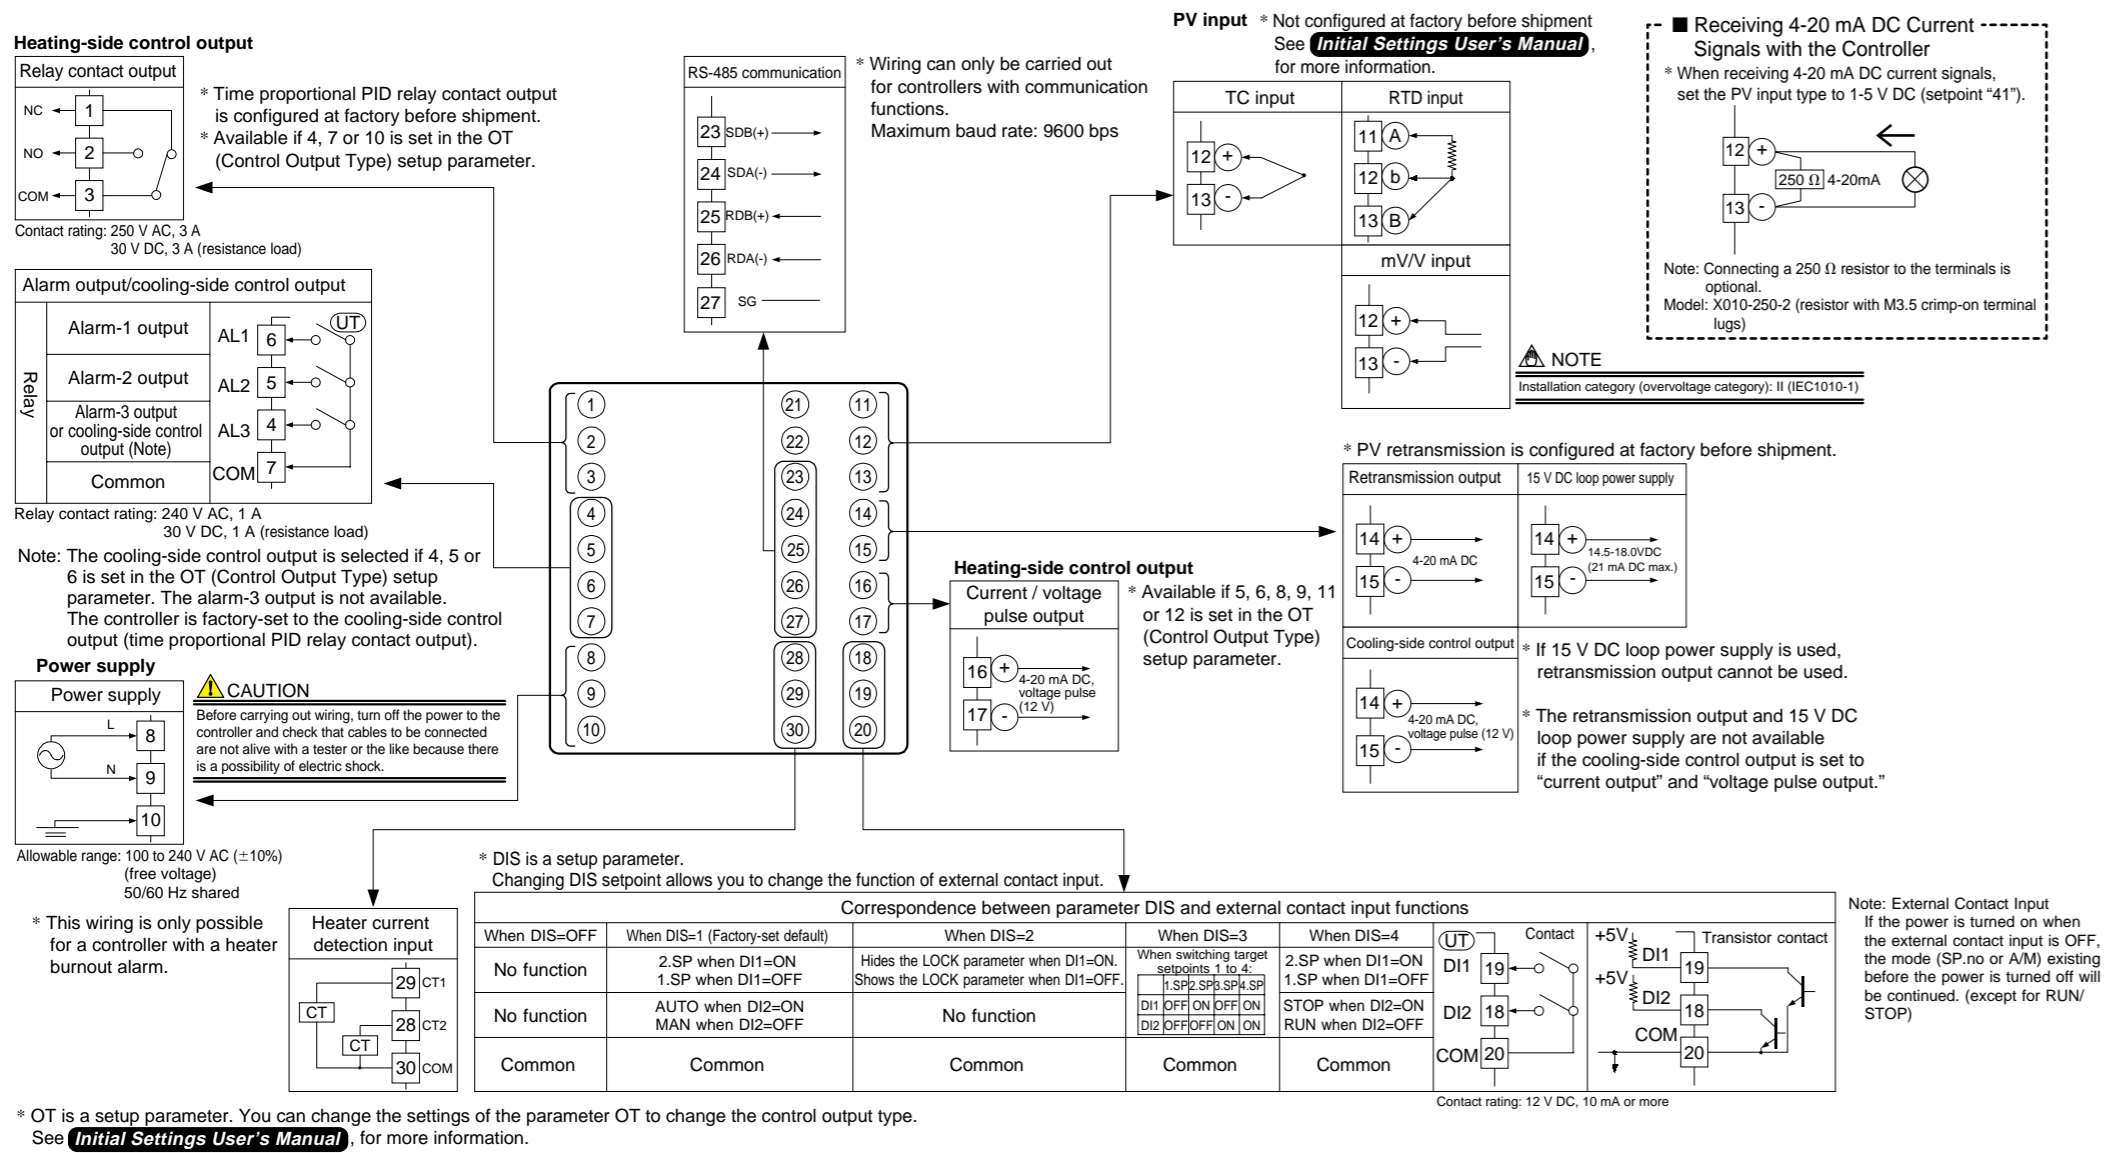 Heating-side control output
Relay contact output
NC
1
NO
2
COM
3
* Time proportional PID relay contact output
is configured at factory before shipment.
* Available if 4, 7 or 10 is set in the OT
(Control Output Type) setup parameter.
Contact rating: 250 V AC, 3 A
30 V DC, 3 A (resistance load)
Alarm output/cooling-side control output
Relay
Alarm-1 output
AL1
6
UT
Alarm-2 output
AL2
5
Alarm-3 output
or cooling-side control
output (Note)
AL3
4
Common
COM
7
Relay contact rating: 240 V AC, 1 A
30 V DC, 1 A (resistance load)
Note: The cooling-side control output is selected if 4, 5 or
6 is set in the OT (Control Output Type) setup
parameter. The alarm-3 output is not available.
The controller is factory-set to the cooling-side control
output (time proportional PID relay contact output).
Power supply
Power supply
L
8
N
9
10
CAUTION
Before carrying out wiring, turn off the power to the
controller and check that cables to be connected
are not alive with a tester or the like because there
is a possibility of electric shock.
Allowable range: 100 to 240 V AC (±10%)
(free voltage)
50/60 Hz shared
* This wiring is only possible
for a controller with a heater
burnout alarm.
RS-485 communication
23 SDB(+)
24 SDA(-)
25 RDB(+)
26 RDA(-)
27 SG
* Wiring can only be carried out
for controllers with communication
functions.
Maximum baud rate: 9600 bps
1 21 11
2 22 12
3 23 13
4 24 14
5 25 15
6 26 16
7 27 17
8 28 18
9 29 19
10 30 20
PV input * Not configured at factory before shipment
See Initial Settings User's Manual,
for more information.
TC input
12 +
13 -
RTD input
11 A
12 b
13 B
mV/V input
12 +
13 -
■ Receiving 4-20 mA DC Current
Signals with the Controller
* When receiving 4-20 mA DC current signals,
set the PV input type to 1-5 V DC (setpoint “41”).
12 +
250 Ω 4-20mA
13 -
Note: Connecting a 250 Ω resistor to the terminals is
optional.
Model: X010-250-2 (resistor with M3.5 crimp-on terminal
lugs)
NOTE
Installation category (overvoltage category): II (IEC1010-1)
* PV retransmission is configured at factory before shipment.
Retransmission output
14 +
4-20 mA DC
15 -
15 V DC loop power supply
14 +
14.5-18.0VDC
(21 mA DC max.)
15 -
Cooling-side control output
14 +
4-20 mA DC,
voltage pulse (12 V)
15 -
* If 15 V DC loop power supply is used,
retransmission output cannot be used.
* The retransmission output and 15 V DC
loop power supply are not available
if the cooling-side control output is set to
“current output” and “voltage pulse output.”
Heating-side control output
Current / voltage
pulse output
16 +
4-20 mA DC,
voltage pulse
(12 V)
17 -
* Available if 5, 6, 8, 9, 11
or 12 is set in the OT
(Control Output Type)
setup parameter.
Heater current
detection input
29 CT1
CT
28 CT2
CT
30 COM
* DIS is a setup parameter.
Changing DIS setpoint allows you to change the function of external contact input.
Correspondence between parameter DIS and external contact input functions
When DIS=OFF
When DIS=1 (Factory-set default)
When DIS=2
When DIS=3
When DIS=4
No function
2.SP when DI1=ON
1.SP when DI1=OFF
Hides the LOCK parameter when DI1=ON.
Shows the LOCK parameter when DI1=OFF.
When switching target
setpoints 1 to 4:
1.SP 2.SP 3.SP 4.SP
DI1 OFF ON OFF ON
DI2 OFF OFF ON ON
2.SP when DI1=ON
1.SP when DI1=OFF
No function
AUTO when DI2=ON
MAN when DI2=OFF
No function
STOP when DI2=ON
RUN when DI2=OFF
Common
Common
Common
Common
Common
UT
Contact
DI1 19
DI2 18
COM 20
Transistor contact
+5V
DI1
19
+5V
DI2
18
COM
20
Contact rating: 12 V DC, 10 mA or more
Note: External Contact Input
If the power is turned on when
the external contact input is OFF,
the mode (SP.no or A/M) existing
before the power is turned off will
be continued. (except for RUN/
STOP)
* OT is a setup parameter. You can change the settings of the parameter OT to change the control output type.
See Initial Settings User's Manual, for more information.